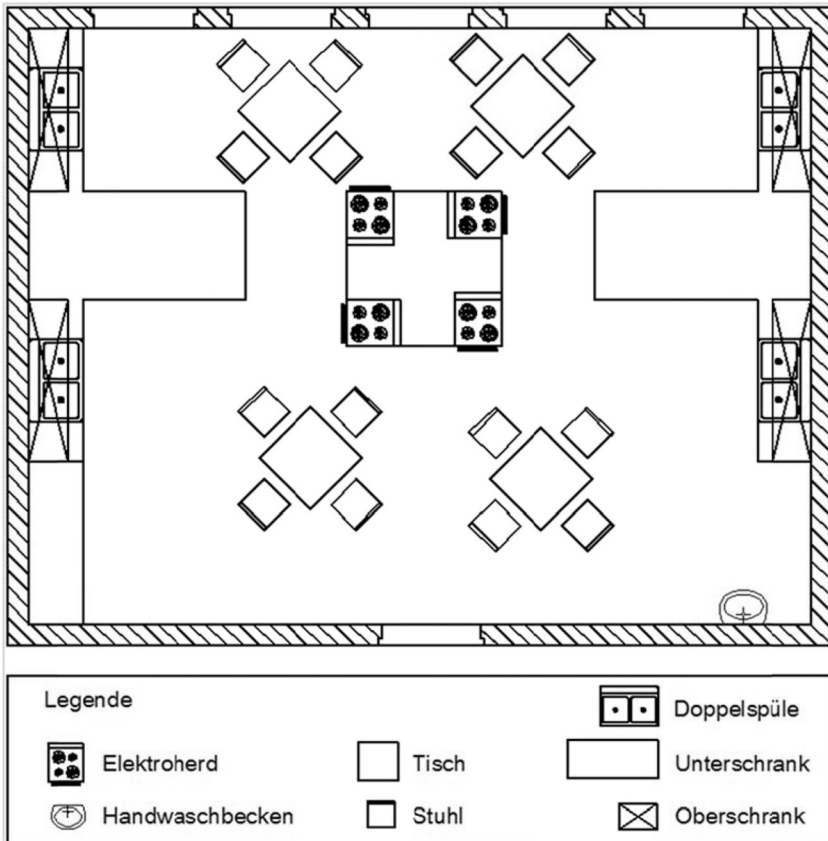 Legende
Doppelspüle
Elektroherd
Tisch
Unterschrank
Handwaschbecken
Stuhl
Oberschrank